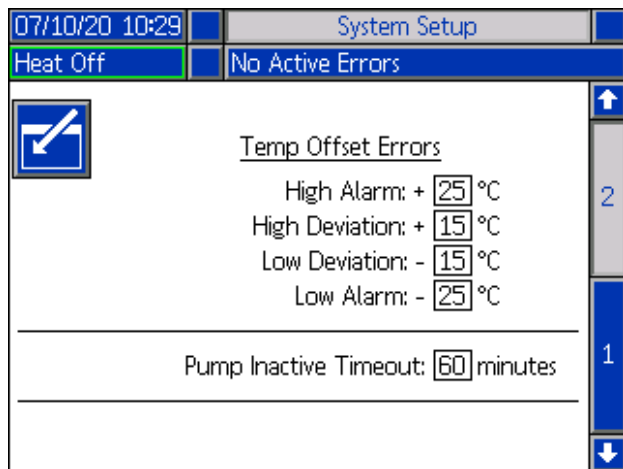 07/10/20 10:29
System Setup
Heat Off
No Active Errors
Temp Offset Errors
High Alarm: + 25 °C
High Deviation: + 15 °C
Low Deviation: - 15 °C
Low Alarm: - 25 °C
2
Pump Inactive Timeout: 60 minutes
1